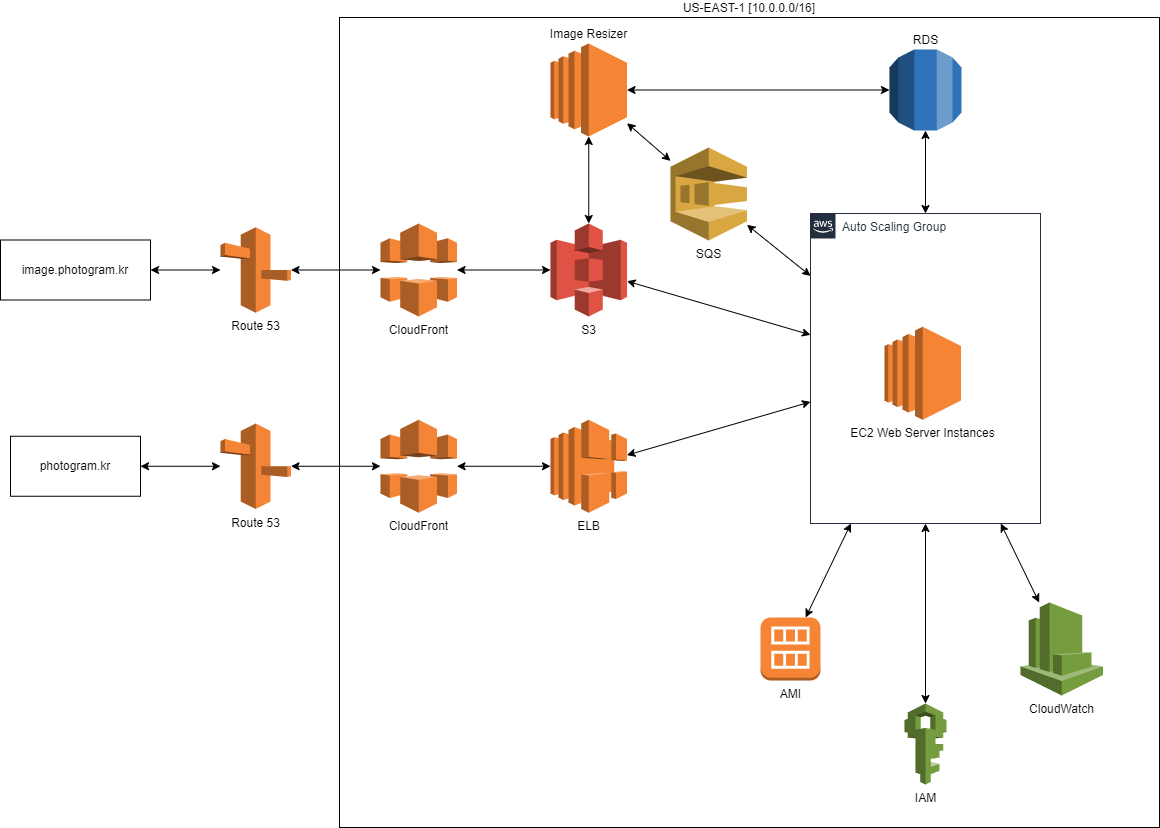 US-EAST-1 [10.0.0.0/16]
Image Resizer
RDS
SQS
aws
Auto Scaling Group
image.photogram.kr
Route 53
CloudFront
S3
EC2 Web Server Instances
photogram.kr
Route 53
CloudFront
ELB
AMI
CloudWatch
IAM